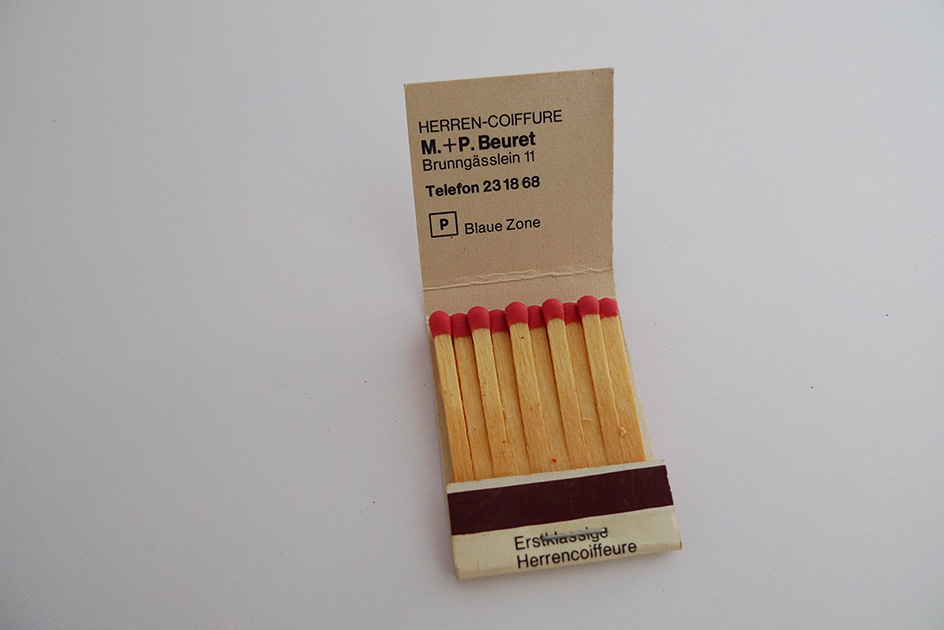 HERREN-COIFFURE
M.+P. Beuret
Brunngässlein 11
Telefon 23 18 68
P Blaue Zone
Erstklassige
Herrencoiffeure